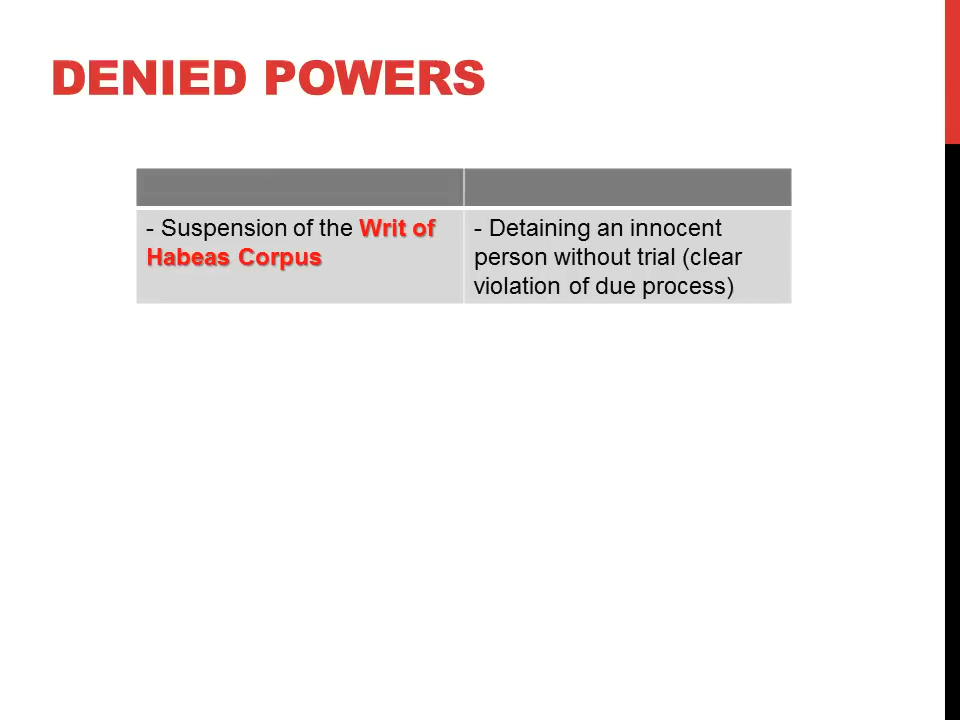 DENIED POWERS
- Suspension of the Writ of
Habeas Corpus
- Detaining an innocent
person without trial (clear
violation of due process)